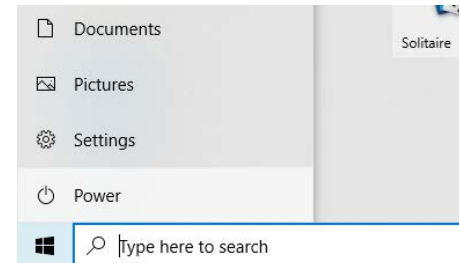 Documents
Solitaire
Pictures
Settings
Power
Type here to search